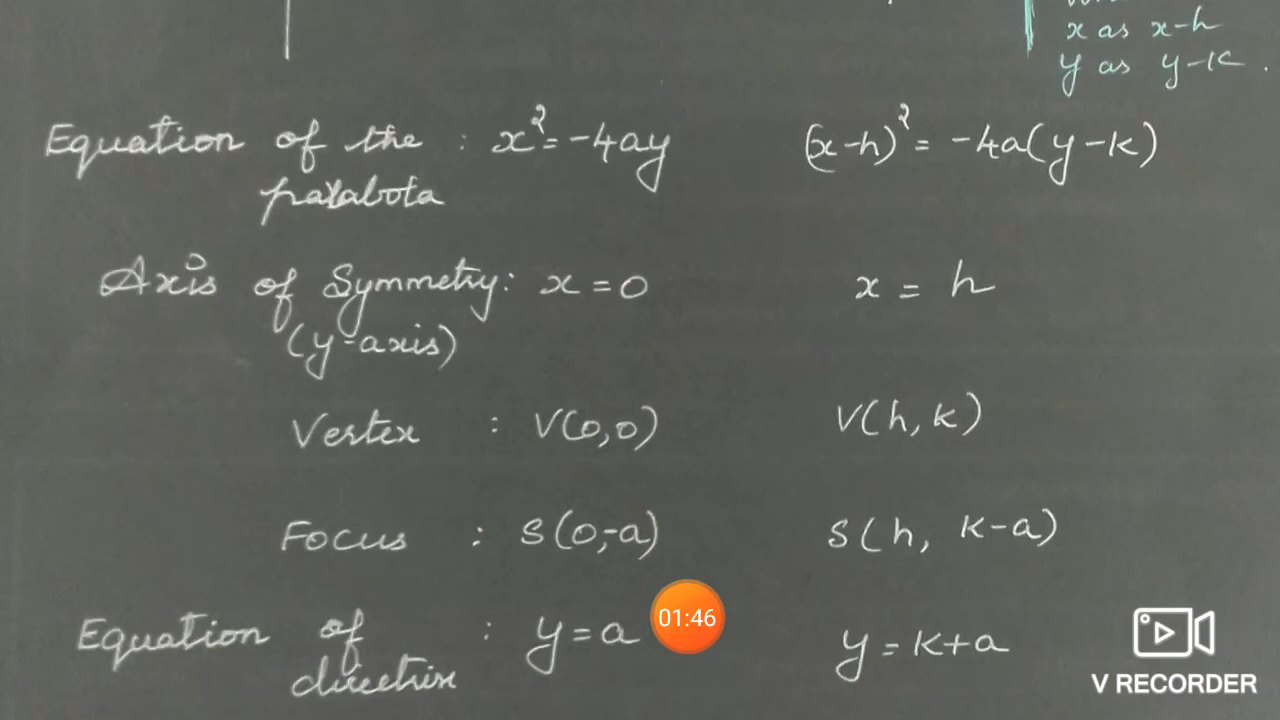 x as x-h
y as y-k .
Equation of the : x²=-4ay (x-h)² = -4a(y-k)
parabola
Axis of Symmetry: x=0 x = h
(y-axis)
Vertex : V(0,0) V(h, k)
Focus : S(0,-a) S(h, k-a)
Equation of : y=a 01:46 y=k+a
directrix
V RECORDER